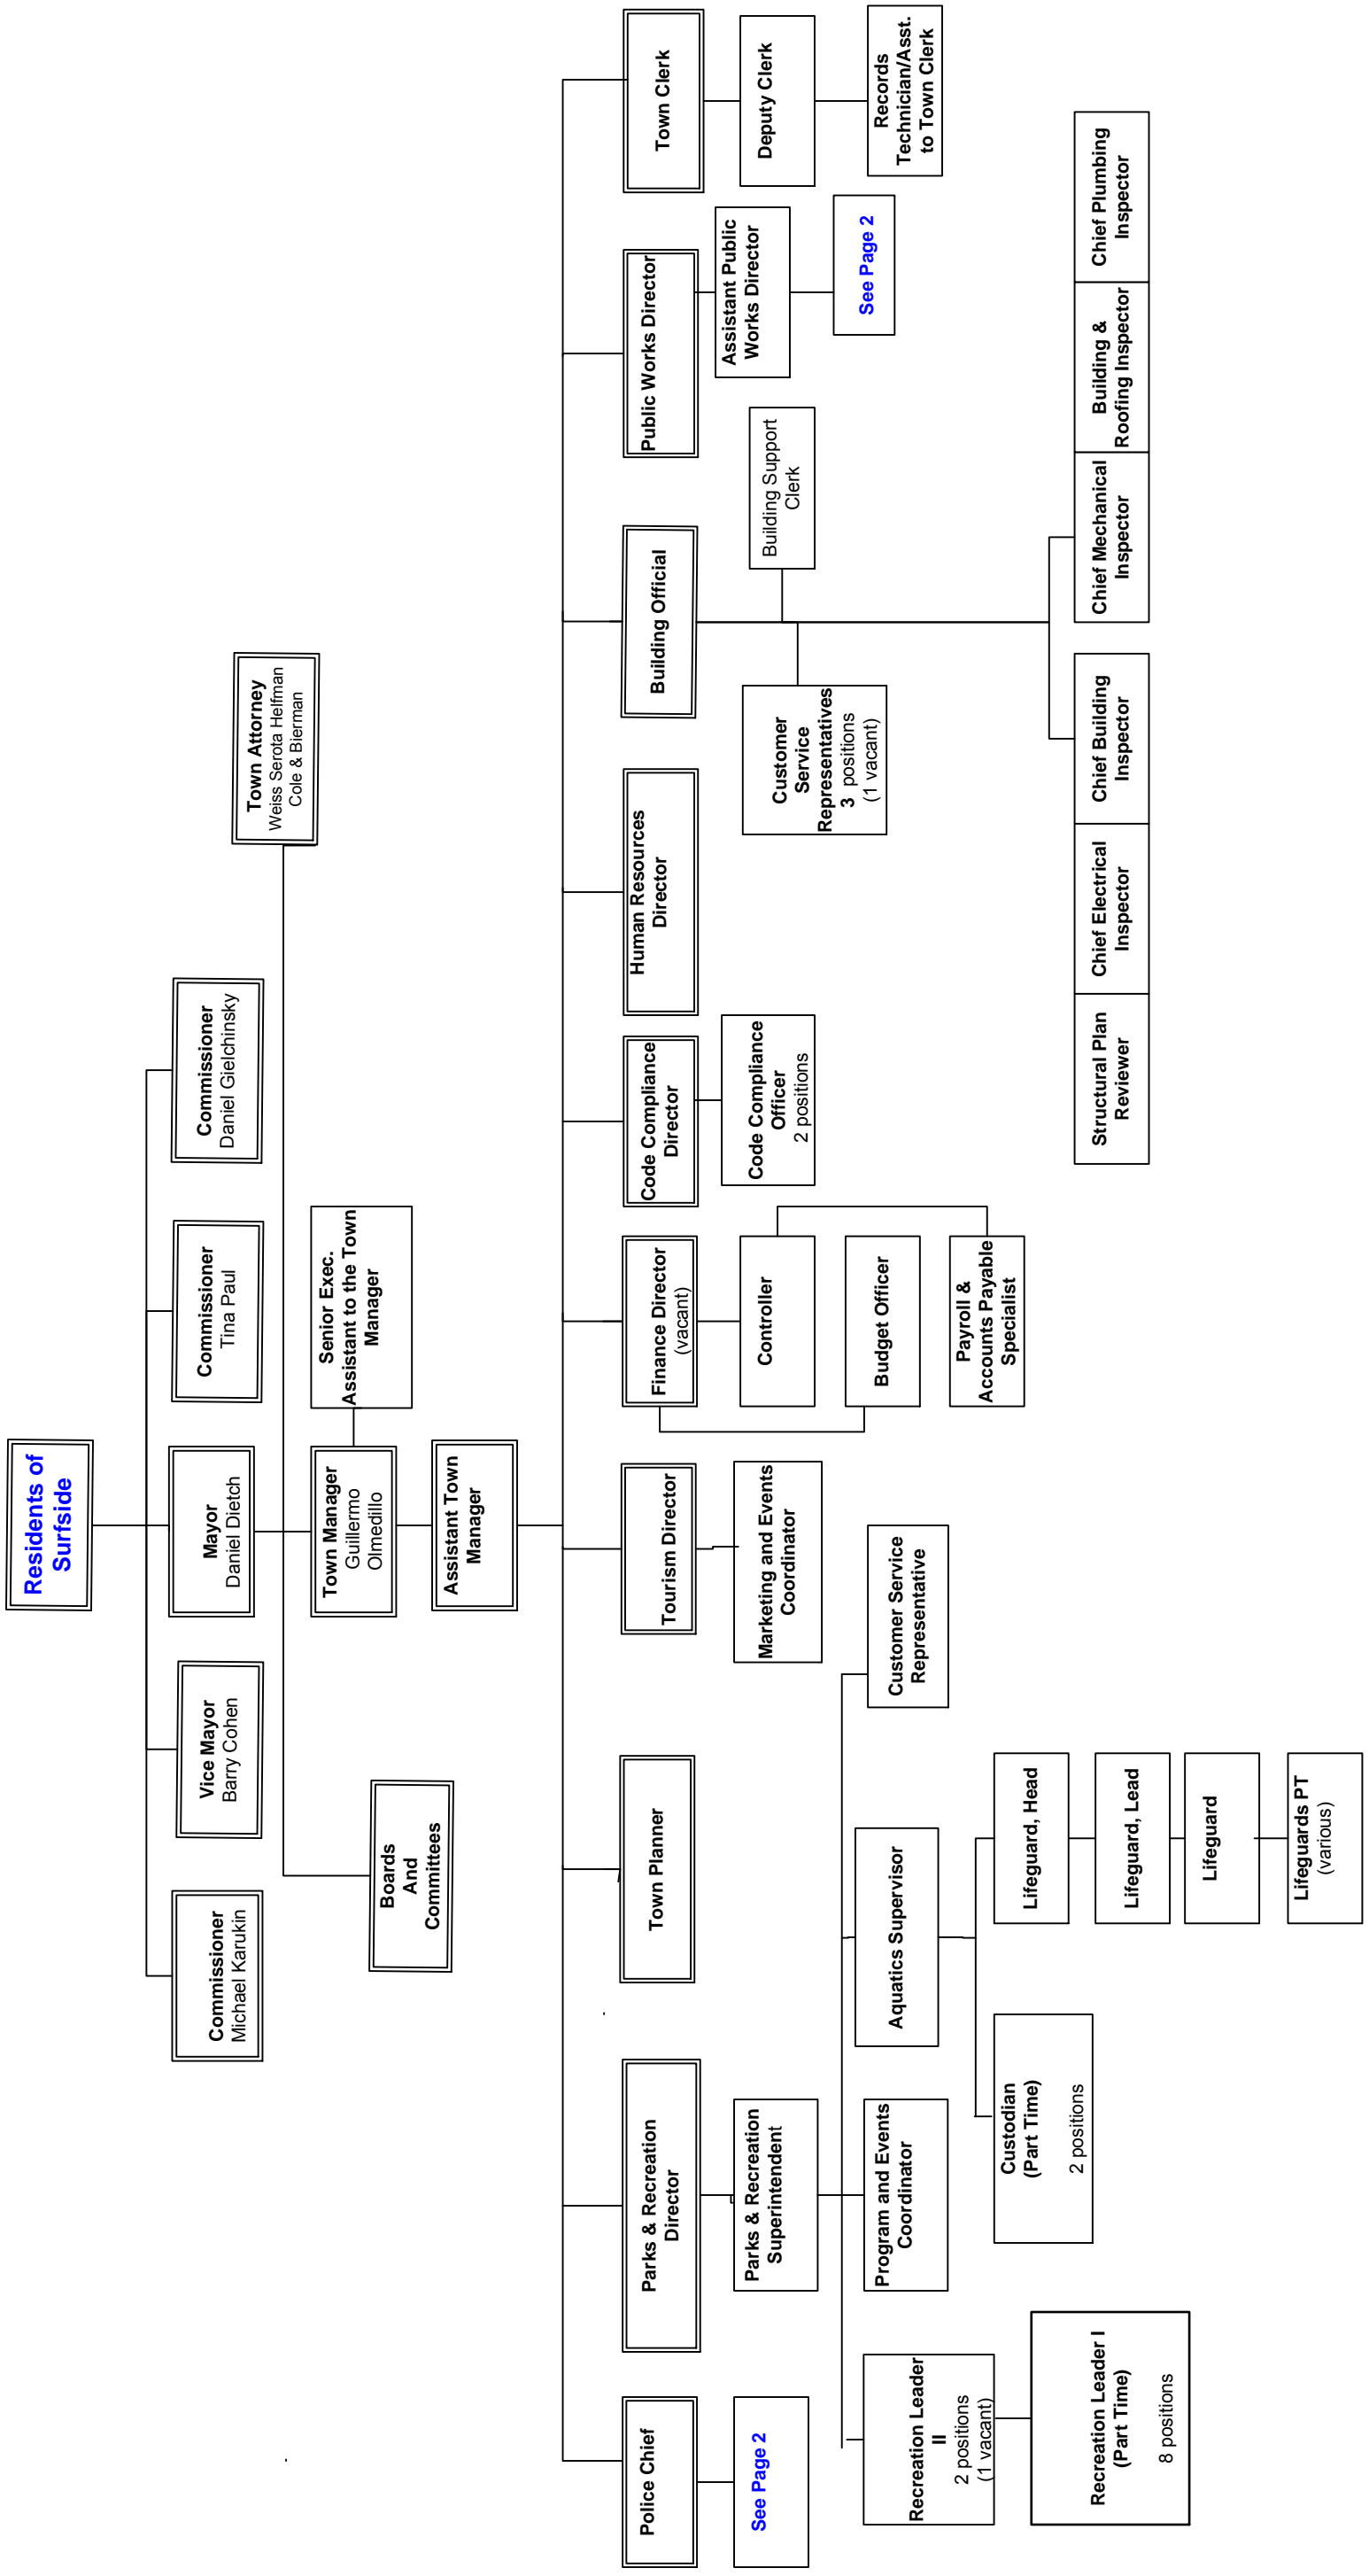 Residents of
Surfside
Commissioner
Michael Karukin
Vice Mayor
Barry Cohen
Mayor
Daniel Dietch
Commissioner
Tina Paul
Commissioner
Daniel Gielchinsky
Town Attorney
Weiss Serota Helfman
Cole & Bierman
Boards
And
Committees
Town Manager
Guillermo
Olmedillo
Senior Exec.
Assistant to the Town
Manager
Assistant Town
Manager
Police Chief
Parks & Recreation
Director
Town Planner
Tourism Director
Finance Director
(vacant)
Code Compliance
Director
Human Resources
Director
Building Official
Public Works Director
Town Clerk
See Page 2
Parks & Recreation
Superintendent
Marketing and Events
Coordinator
Controller
Code Compliance
Officer
2 positions
Customer
Service
Representatives
3 positions
(1 vacant)
Building Support
Clerk
Assistant Public
Works Director
Deputy Clerk
Recreation Leader
II
2 positions
(1 vacant)
Program and Events
Coordinator
Aquatics Supervisor
Customer Service
Representative
Budget Officer
See Page 2
Records
Technician/Asst.
to Town Clerk
Recreation Leader I
(Part Time)
8 positions
Custodian
(Part Time)
2 positions
Lifeguard, Head
Lifeguard, Lead
Lifeguard
Lifeguards PT
(various)
Payroll &
Accounts Payable
Specialist
Structural Plan
Reviewer
Chief Electrical
Inspector
Chief Building
Inspector
Chief Mechanical
Inspector
Building &
Roofing Inspector
Chief Plumbing
Inspector